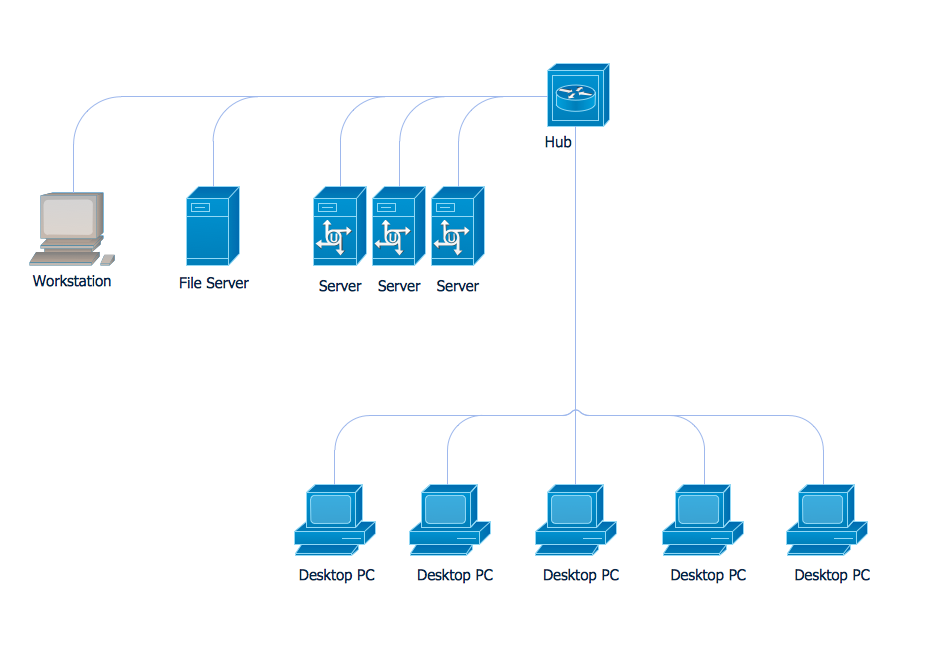 Hub
Workstation
File Server
Server
Server
Server
Desktop PC
Desktop PC
Desktop PC
Desktop PC
Desktop PC